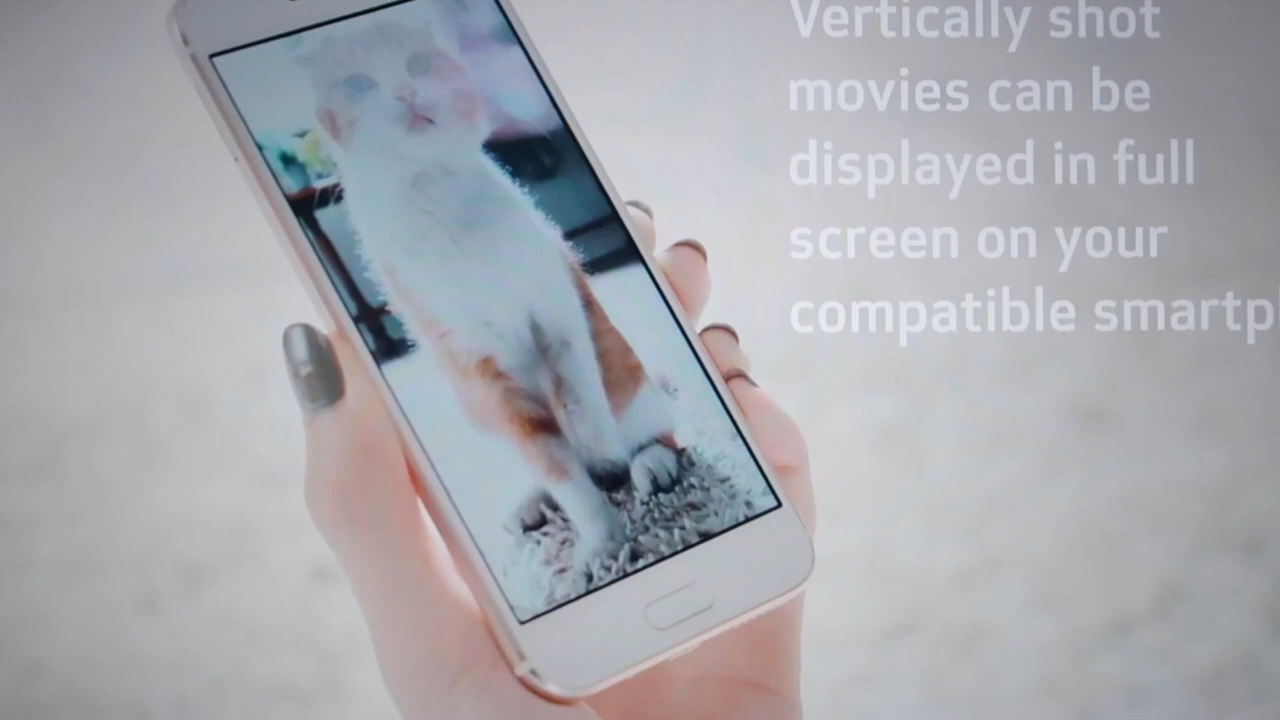 Vertically shot
movies can be
displayed in full
screen on your
compatible smartp